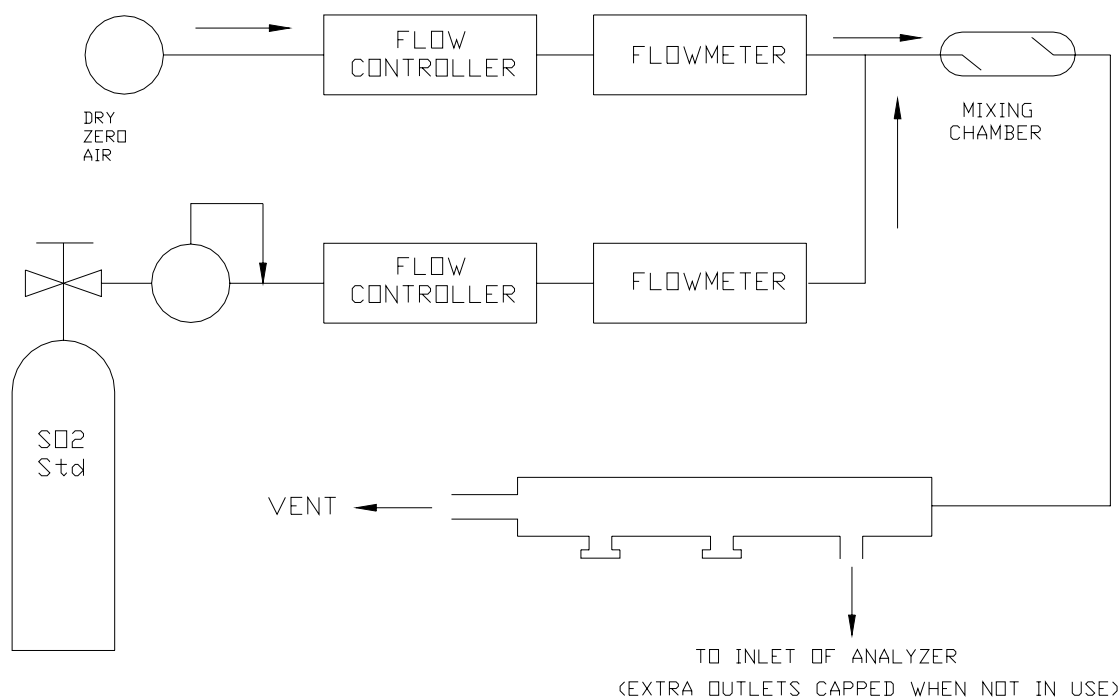 FLOW
CONTROLLER
FLOWMETER
DRY
ZERO
AIR
MIXING
CHAMBER
FLOW
CONTROLLER
FLOWMETER
SO2
Std
VENT
TO INLET OF ANALYZER
(EXTRA OUTLETS CAPPED WHEN NOT IN USE)